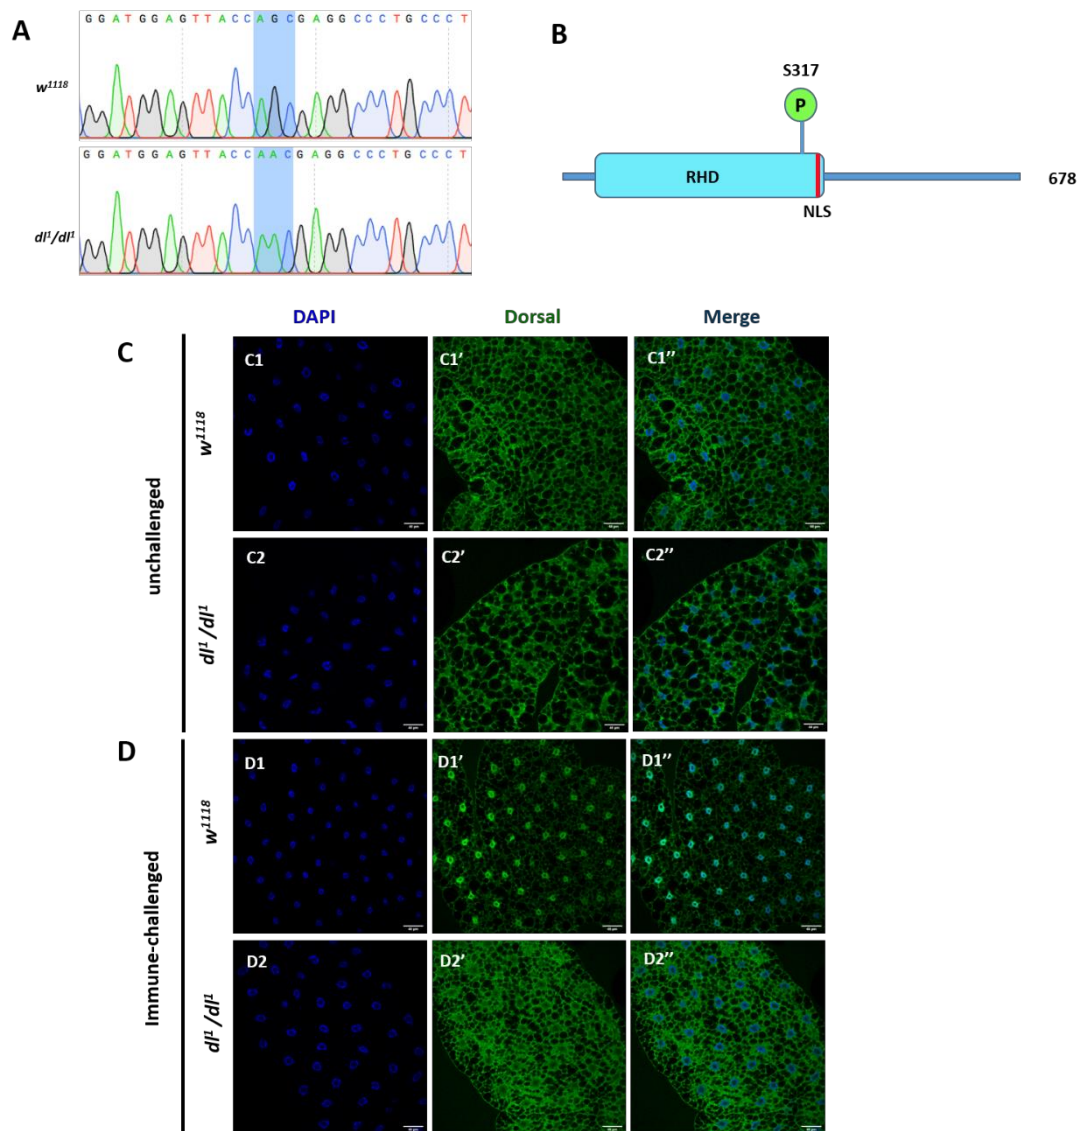 A
G G A T G G A G T T A C C A G C G A G G C C C T G C C C T
w1118
G G A T G G A G T T A C C A A C G A G G C C C T G C C C T
dl1/dl1
B
S317
P
RHD
NLS
678
DAPI
Dorsal
Merge
C
unchallenged
w1118
C1
C1’
C1’’
dl1/dl1
C2
C2’
C2’’
D
Immune-challenged
w1118
D1
D1’
D1’’
dl1/dl1
D2
D2’
D2’’